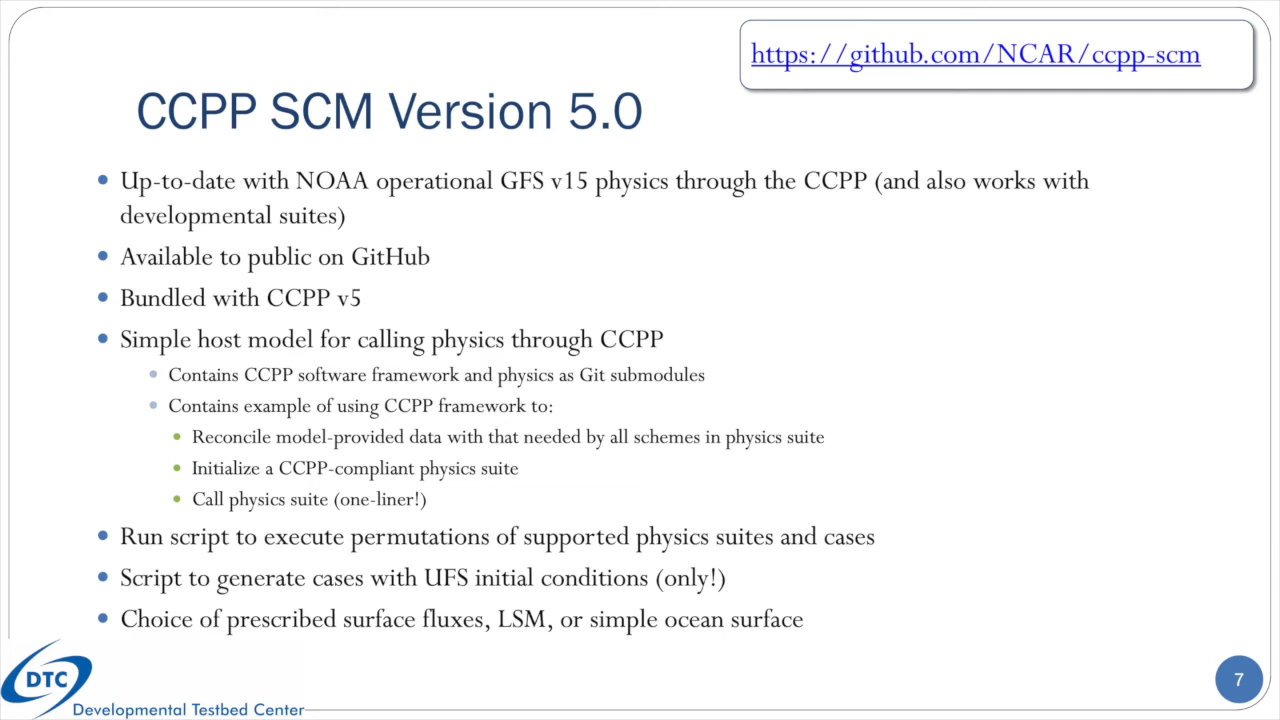 https://github.com/NCAR/ccpp-scm
CCPP SCM Version 5.0
• Up-to-date with NOAA operational GFS v15 physics through the CCPP (and also works with
developmental suites)
• Available to public on GitHub
• Bundled with CCPP v5
• Simple host model for calling physics through CCPP
• Contains CCPP software framework and physics as Git submodules
• Contains example of using CCPP framework to:
• Reconcile model-provided data with that needed by all schemes in physics suite
• Initialize a CCPP-compliant physics suite
• Call physics suite (one-liner!)
• Run script to execute permutations of supported physics suites and cases
• Script to generate cases with UFS initial conditions (only!)
• Choice of prescribed surface fluxes, LSM, or simple ocean surface
DTC
Developmental Testbed Center
7